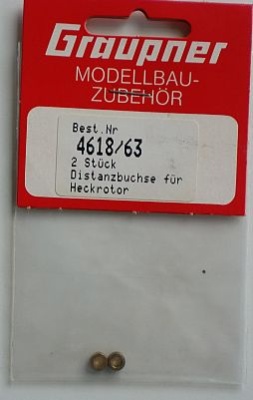 Graupner
MODELLBAU-
ZUBEHÖR
Best.Nr
4618/63
2 Stück
Distanzbuchse für
Heckrotor